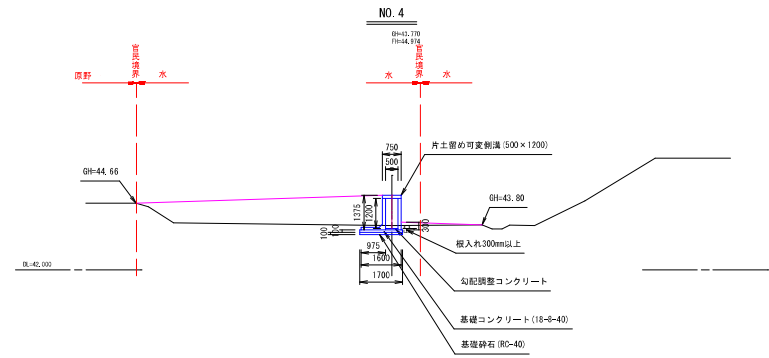 NO.4
GH=43.770
FH=44.974
官民境界
官民境界
原野
水
水
水
750
500
片土留め可変側溝(500×1200)
GH=44.66
GH=43.80
1375
1200
300
100
100
根入れ300mm以上
975
1600
勾配調整コンクリート
1700
DL=42.000
基礎コンクリート(18-8-40)
基礎砕石(RC-40)